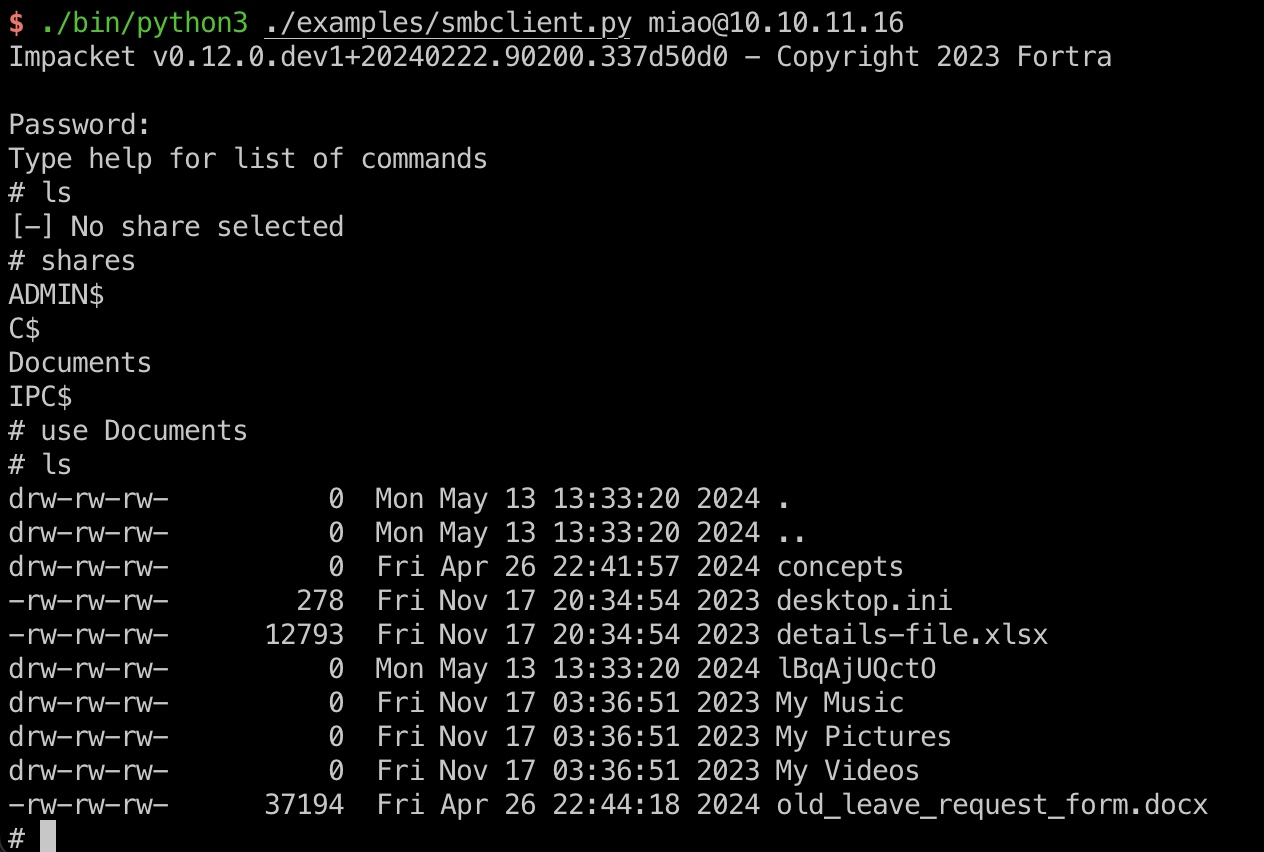 $ ./bin/python3 ./examples/smbclient.py miao@10.10.11.16
Impacket v0.12.0.dev1+20240222.90200.337d50d0 - Copyright 2023 Fortra
Password:
Type help for list of commands
# ls
[-] No share selected
# shares
ADMIN$
C$
Documents
IPC$
# use Documents
# ls
drw-rw-rw-          0  Mon May 13 13:33:20 2024 .
drw-rw-rw-          0  Mon May 13 13:33:20 2024 ..
drw-rw-rw-          0  Fri Apr 26 22:41:57 2024 concepts
-rw-rw-rw-        278  Fri Nov 17 20:34:54 2023 desktop.ini
-rw-rw-rw-      12793  Fri Nov 17 20:34:54 2023 details-file.xlsx
drw-rw-rw-          0  Mon May 13 13:33:20 2024 lBqAjUQctO
drw-rw-rw-          0  Fri Nov 17 03:36:51 2023 My Music
drw-rw-rw-          0  Fri Nov 17 03:36:51 2023 My Pictures
drw-rw-rw-          0  Fri Nov 17 03:36:51 2023 My Videos
-rw-rw-rw-      37194  Fri Apr 26 22:44:18 2024 old_leave_request_form.docx
#